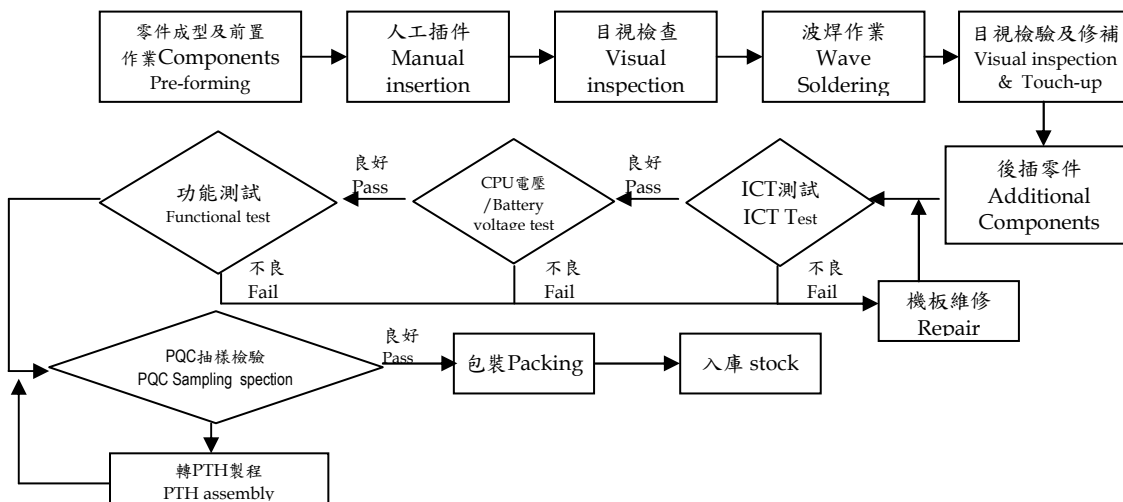 零件成型及前置
作業Components
Pre-forming
人工插件
Manual
insertion
目視檢查
Visual
inspection
波焊作業
Wave
Soldering
目視檢驗及修補
Visual inspection
& Touch-up
後插零件
Additional
Components
ICT測試
ICT Test
良好
Pass
CPU電壓
/Battery
voltage test
良好
Pass
功能測試
Functional test
不良
Fail
不良
Fail
不良
Fail
機板維修
Repair
PQC抽樣檢驗
PQC Sampling spection
良好
Pass
包裝Packing
入庫 stock
轉PTH製程
PTH assembly